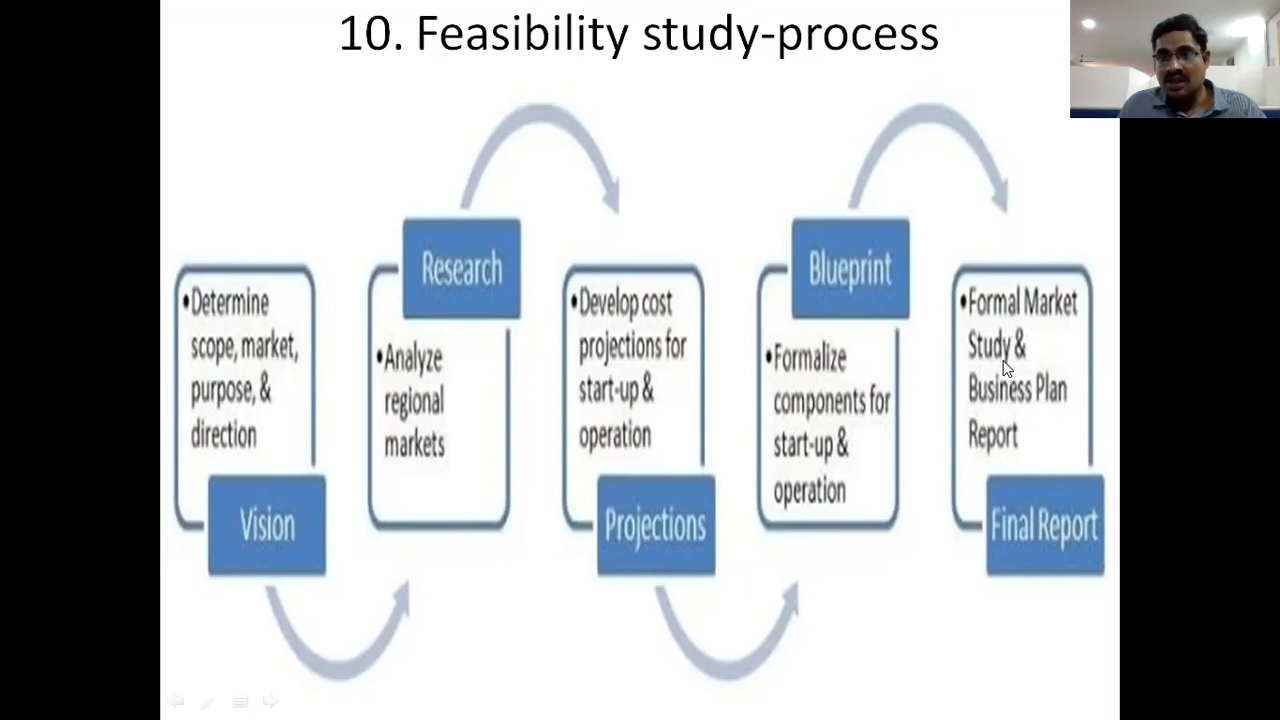 10. Feasibility study-process
•Determine
scope, market,
purpose, &
direction
Vision
Research
•Analyze
regional
markets
•Develop cost
projections for
start-up &
operation
Projections
Blueprint
•Formalize
components for
start-up &
operation
•Formal Market
Study &
Business Plan
Report
Final Report